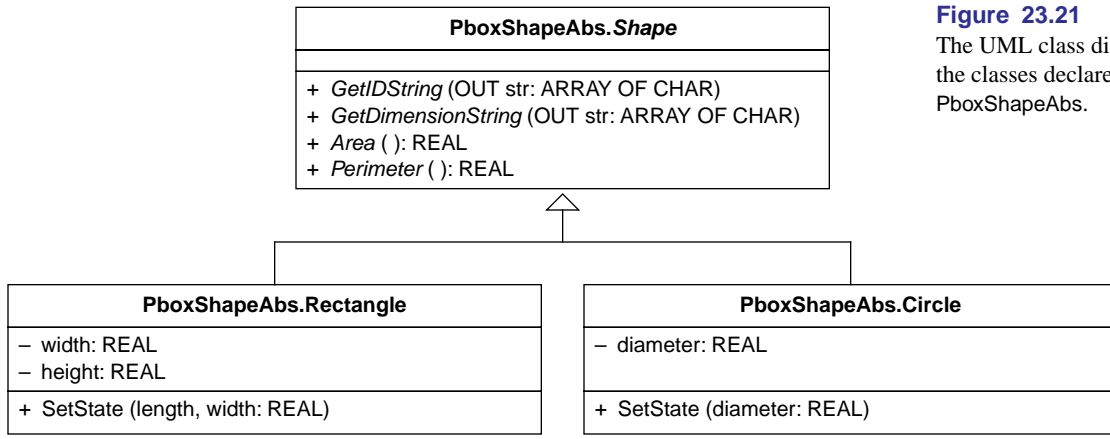 PboxShapeAbs.Shape
+ GetIDString (OUT str: ARRAY OF CHAR)
+ GetDimensionString (OUT str: ARRAY OF CHAR)
+ Area ( ): REAL
+ Perimeter ( ): REAL
Figure 23.21
The UML class
the classes
PboxShapeAbs.
PboxShapeAbs.Rectangle
– width: REAL
– height: REAL
+ SetState (length, width: REAL)
PboxShapeAbs.Circle
– diameter: REAL
+ SetState (diameter: REAL)